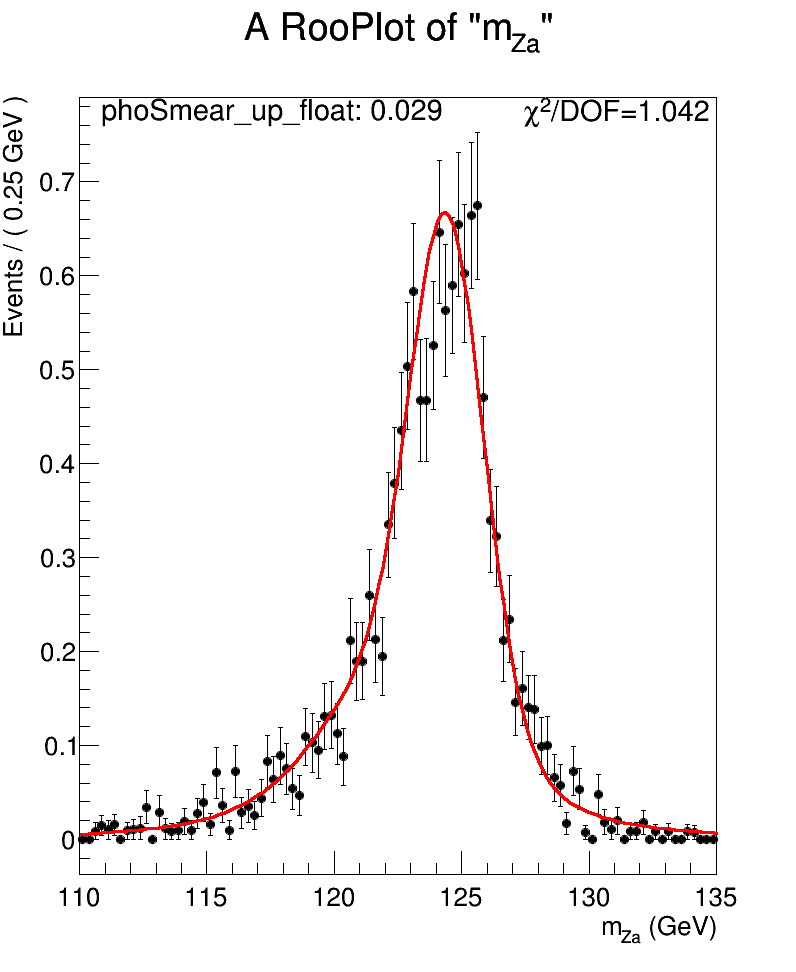 A RooPlot of "m_Za"
phoSmear_up_float: 0.029
χ²/DOF=1.042
Events / ( 0.25 GeV )
0.7
0.6
0.5
0.4
0.3
0.2
0.1
0
110 115 120 125 130 135
m_Za (GeV)